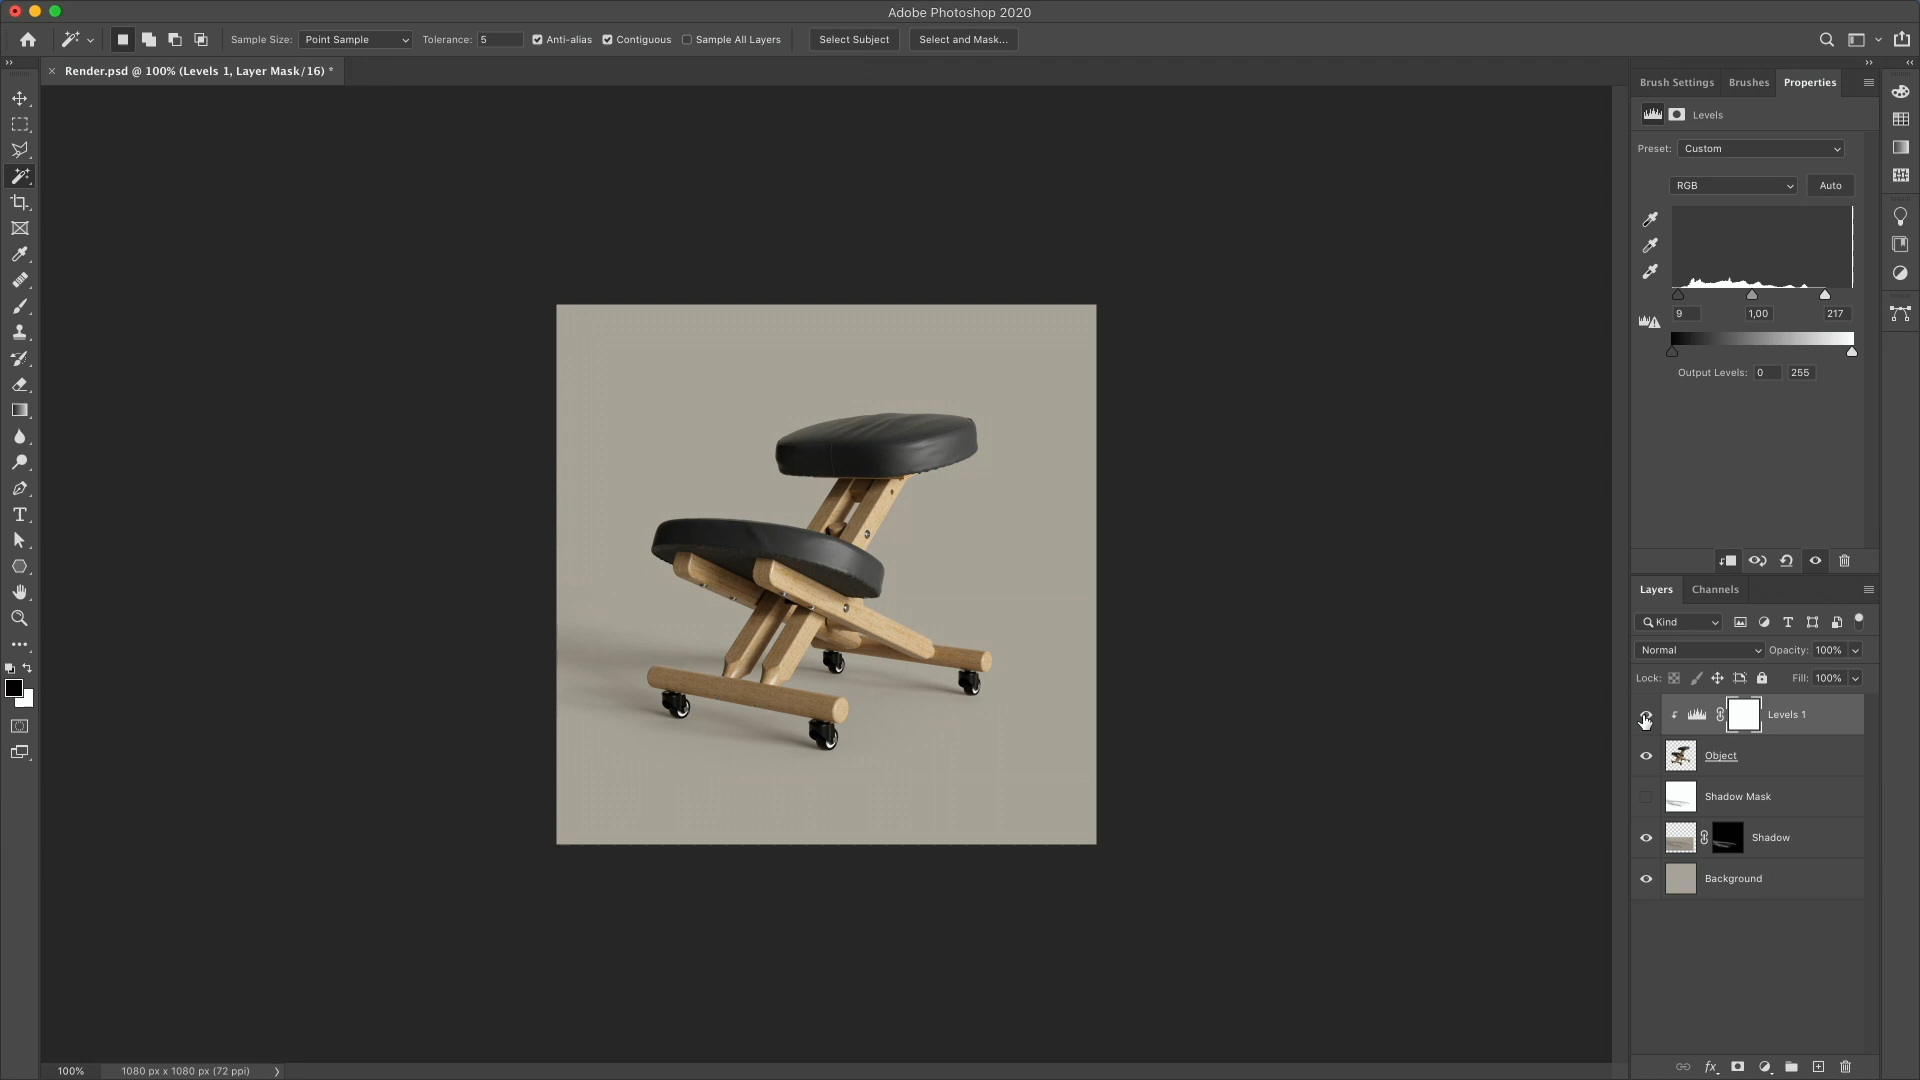 Adobe Photoshop 2020
Sample Size: Point Sample Tolerance: 5 Anti-alias Contiguous Sample All Layers Select Subject Select and Mask...
Render.psd @ 100% (Levels 1, Layer Mask/16) *
Brush Settings Brushes Properties
Levels
Preset: Custom
RGB Auto
9 1,00 217
Output Levels: 0 255
Layers Channels
Kind
Normal Opacity: 100%
Lock: Fill: 100%
Levels 1
Object
Shadow Mask
Shadow
Background
100% 1080 px x 1080 px (72 ppi)